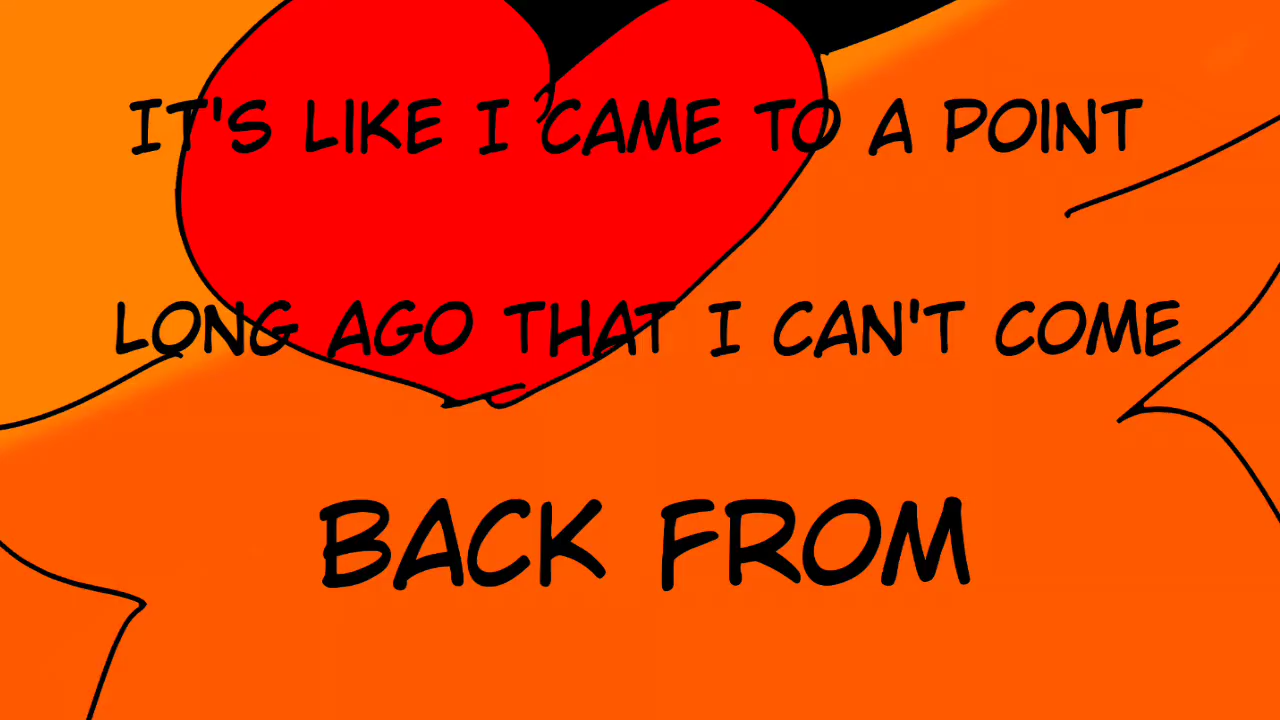 IT'S LIKE I CAME TO A POINT
LONG AGO THAT I CAN'T COME
BACK FROM